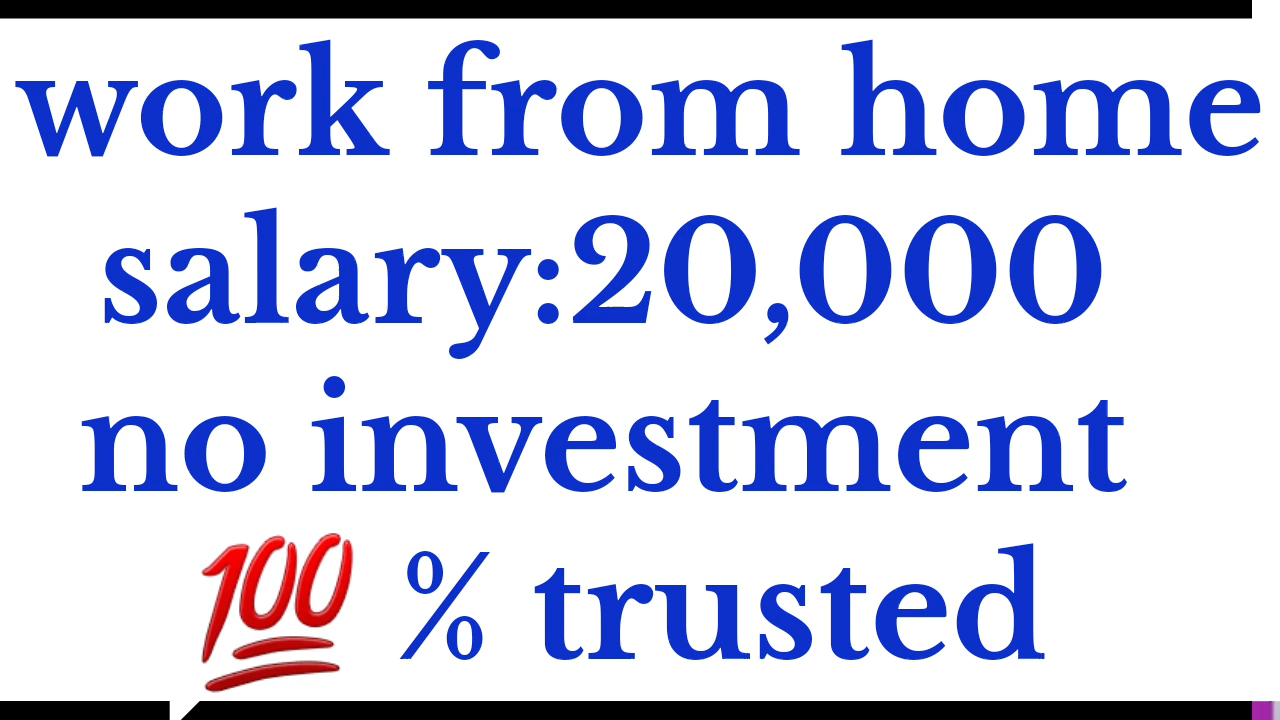 work from home
salary:20,000
no investment
💯 % trusted